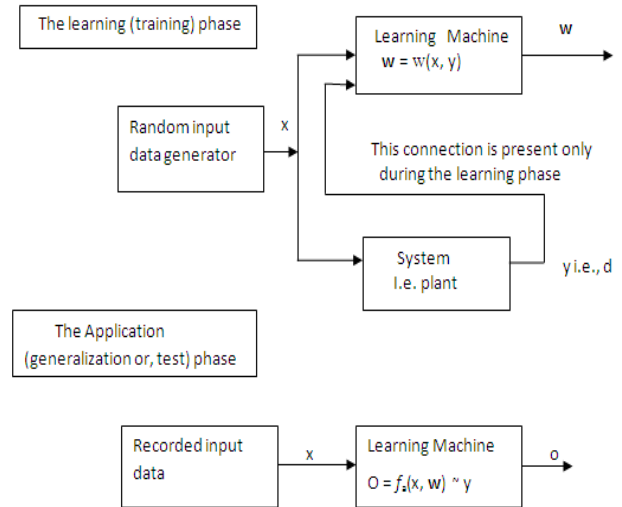 The learning (training) phase
Learning Machine
w = w(x, y)
w
Random input
data generator
X
This connection is present only
during the learning phase
System
I.e. plant
y i.e., d
The Application
(generalization or, test) phase
Recorded input
data
X
Learning Machine
O = fₐ(x, w) ~ y
o